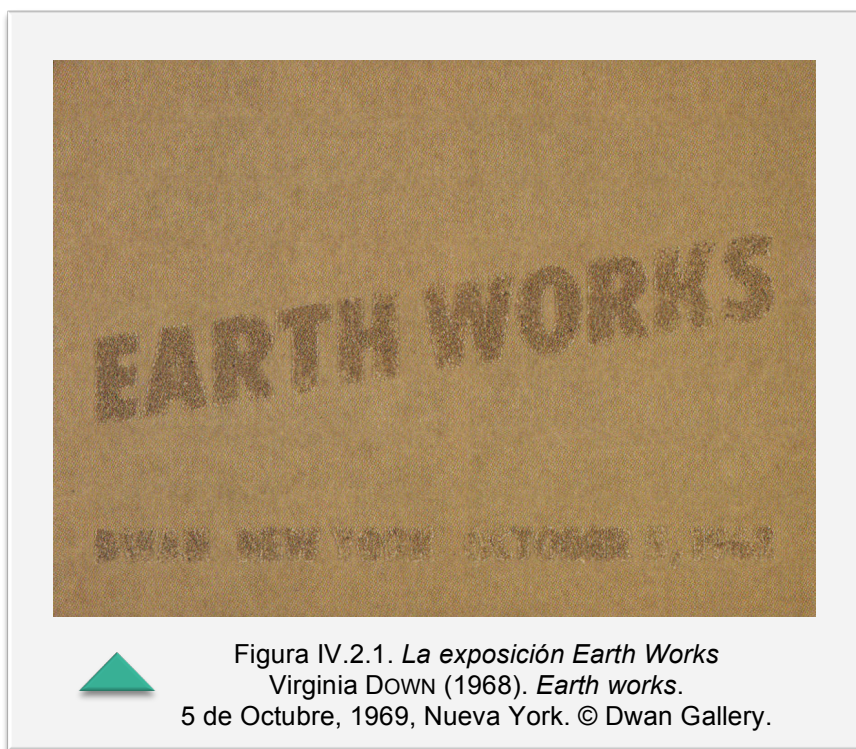 EARTH WORKS
DWAN NEW YORK OCTOBER 5, 1968
Figura IV.2.1. La exposición Earth Works
Virginia DOWN (1968). Earth works.
5 de Octubre, 1969, Nueva York. © Dwan Gallery.